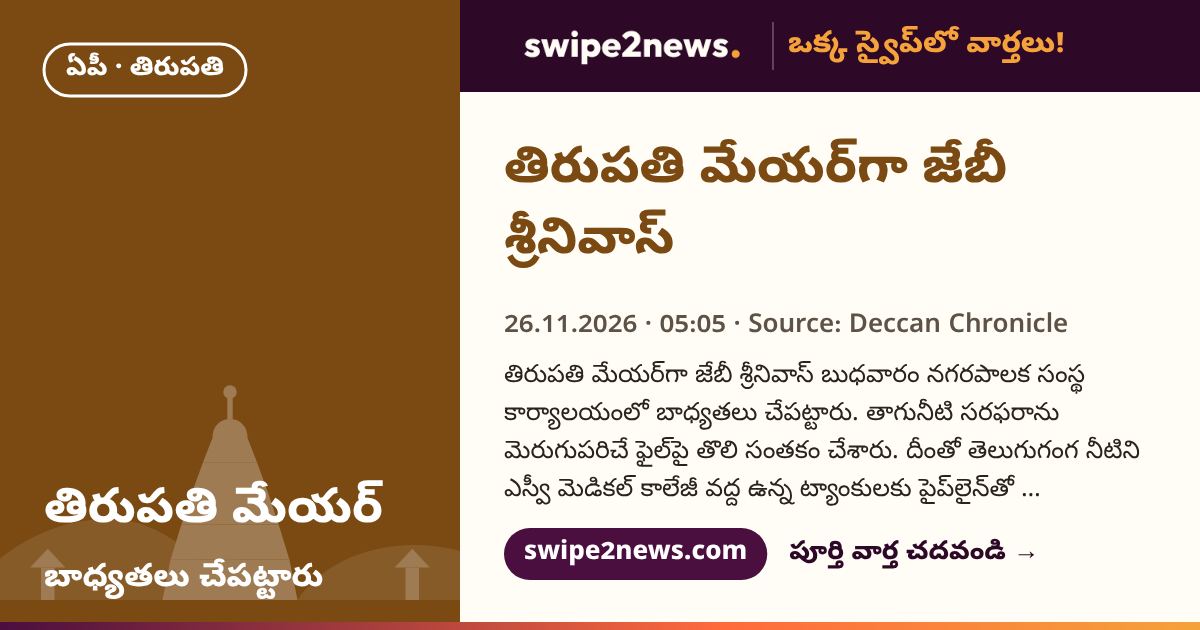 ఏపీ · తిరుపతి
తిరుపతి మేయర్
బాధ్యతలు చేపట్టారు
swipe2news.
ఒక్క స్వైప్‌లో వార్తలు!
తిరుపతి మేయర్‌గా జేబీ
శ్రీనివాస్
26.11.2026 · 05:05 · Source: Deccan Chronicle
తిరుపతి మేయర్‌గా జేబీ శ్రీనివాస్ బుధవారం నగరపాలక సంస్థ
కార్యాలయంలో బాధ్యతలు చేపట్టారు. తాగునీటి సరఫరాను
మెరుగుపరిచే ఫైల్‌పై తొలి సంతకం చేశారు. దీంతో తెలుగుగంగ నీటిని
ఎస్వీ మెడికల్ కాలేజీ వద్ద ఉన్న ట్యాంకులకు పైప్‌లైన్‌తో ...
swipe2news.com
పూర్తి వార్త చదవండి →